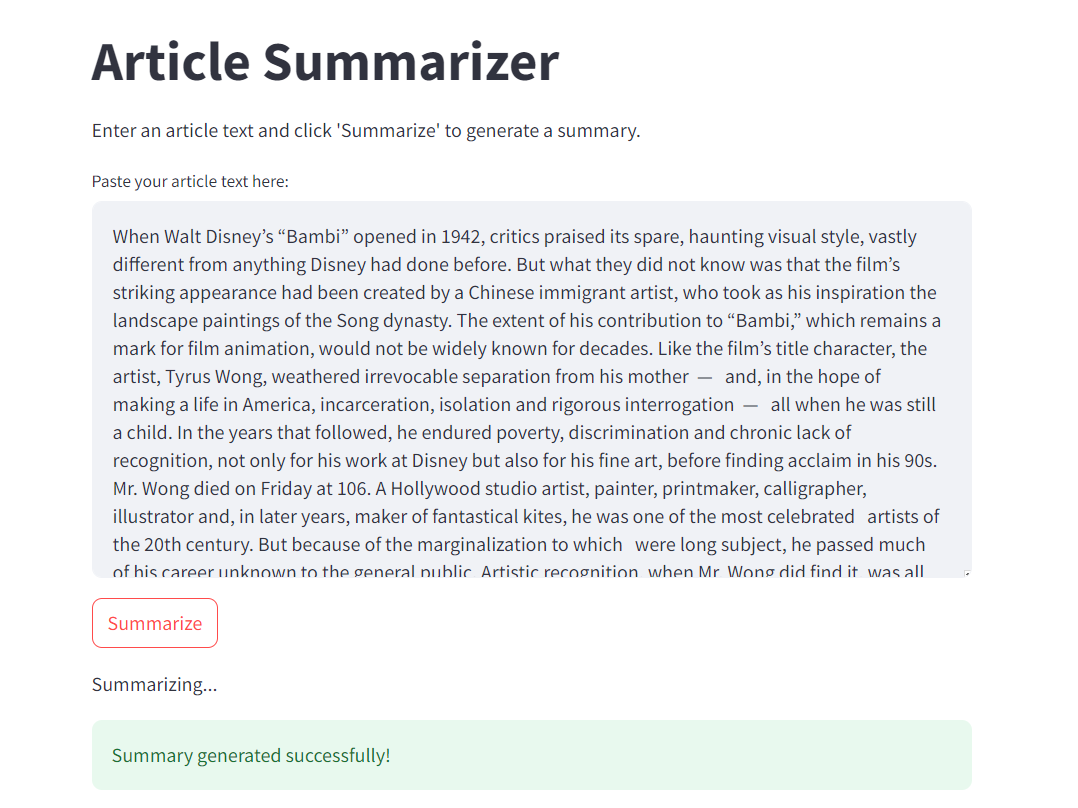 Article Summarizer
Enter an article text and click 'Summarize' to generate a summary.
Paste your article text here:
When Walt Disney’s “Bambi” opened in 1942, critics praised its spare, haunting visual style, vastly
different from anything Disney had done before. But what they did not know was that the film’s
striking appearance had been created by a Chinese immigrant artist, who took as his inspiration the
landscape paintings of the Song dynasty. The extent of his contribution to “Bambi,” which remains a
mark for film animation, would not be widely known for decades. Like the film’s title character, the
artist, Tyrus Wong, weathered irrevocable separation from his mother  —   and, in the hope of
making a life in America, incarceration, isolation and rigorous interrogation  —   all when he was still
a child. In the years that followed, he endured poverty, discrimination and chronic lack of
recognition, not only for his work at Disney but also for his fine art, before finding acclaim in his 90s.
Mr. Wong died on Friday at 106. A Hollywood studio artist, painter, printmaker, calligrapher,
illustrator and, in later years, maker of fantastical kites, he was one of the most celebrated   artists of
the 20th century. But because of the marginalization to which   were long subject, he passed much
of his career unknown to the general public. Artistic recognition, when Mr. Wong did find it, was all
Summarize
Summarizing...
Summary generated successfully!